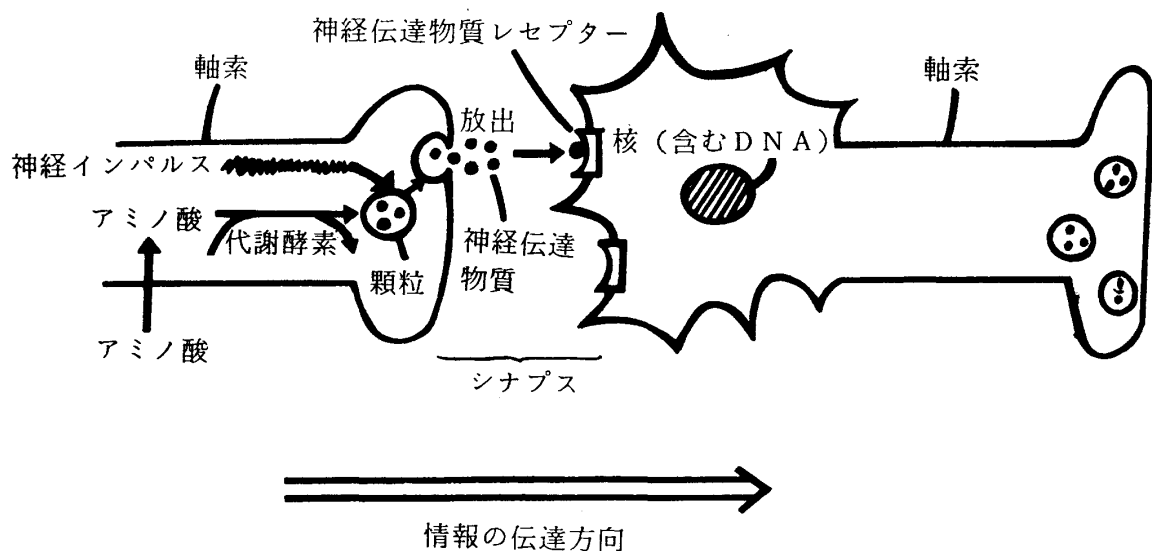 神経伝達物質レセプター
軸索
軸索
放出
核（含むDNA）
神経インパルス
アミノ酸
代謝酵素
神経伝達
物質
顆粒
アミノ酸
シナプス
情報の伝達方向